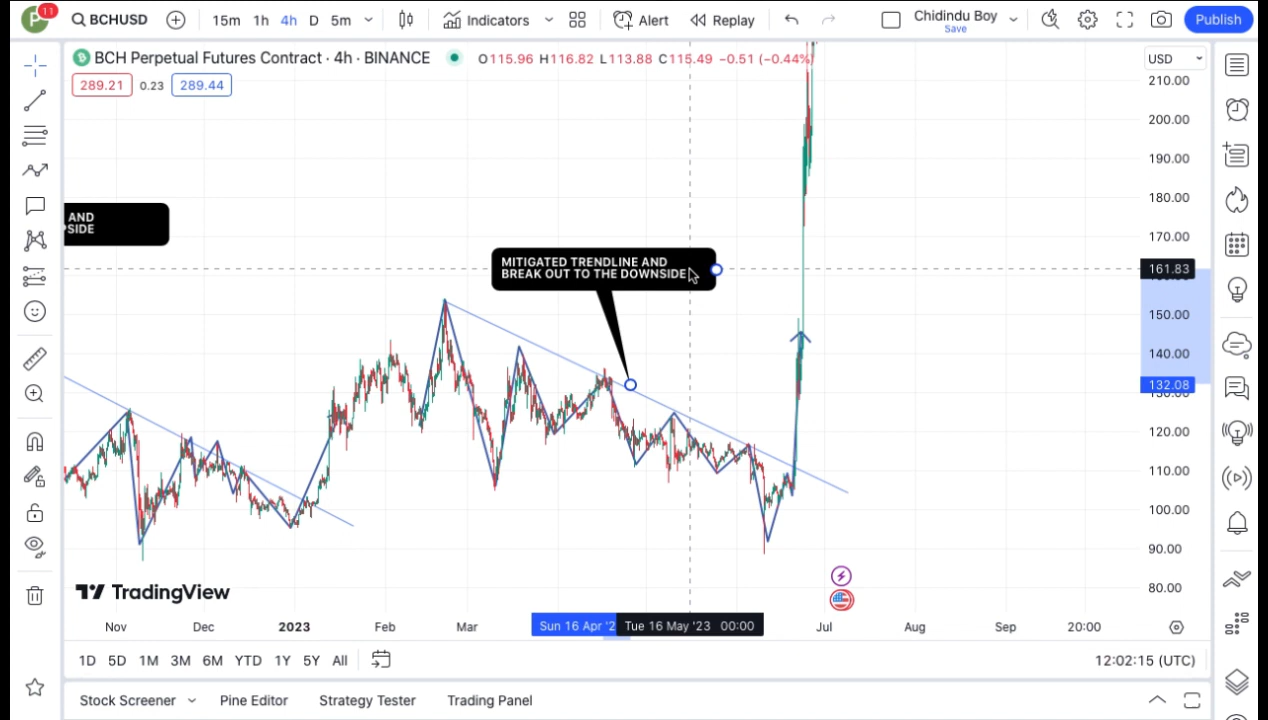 P 11
BCHUSD
15m 1h 4h D 5m
Indicators
Alert
Replay
Chidindu Boy
Save
Publish
BCH Perpetual Futures Contract · 4h · BINANCE
O115.96 H116.82 L113.88 C115.49 −0.51 (−0.44%)
USD
289.21 0.23 289.44
210.00
200.00
190.00
180.00
170.00
161.83
150.00
140.00
132.08
130.00
120.00
110.00
100.00
90.00
80.00
AND
SIDE
MITIGATED TRENDLINE AND
BREAK OUT TO THE DOWNSIDE
TradingView
Nov Dec 2023 Feb Mar Sun 16 Apr '2 Tue 16 May '23 00:00 Jul Aug Sep 20:00
1D 5D 1M 3M 6M YTD 1Y 5Y All
12:02:15 (UTC)
Stock Screener Pine Editor Strategy Tester Trading Panel